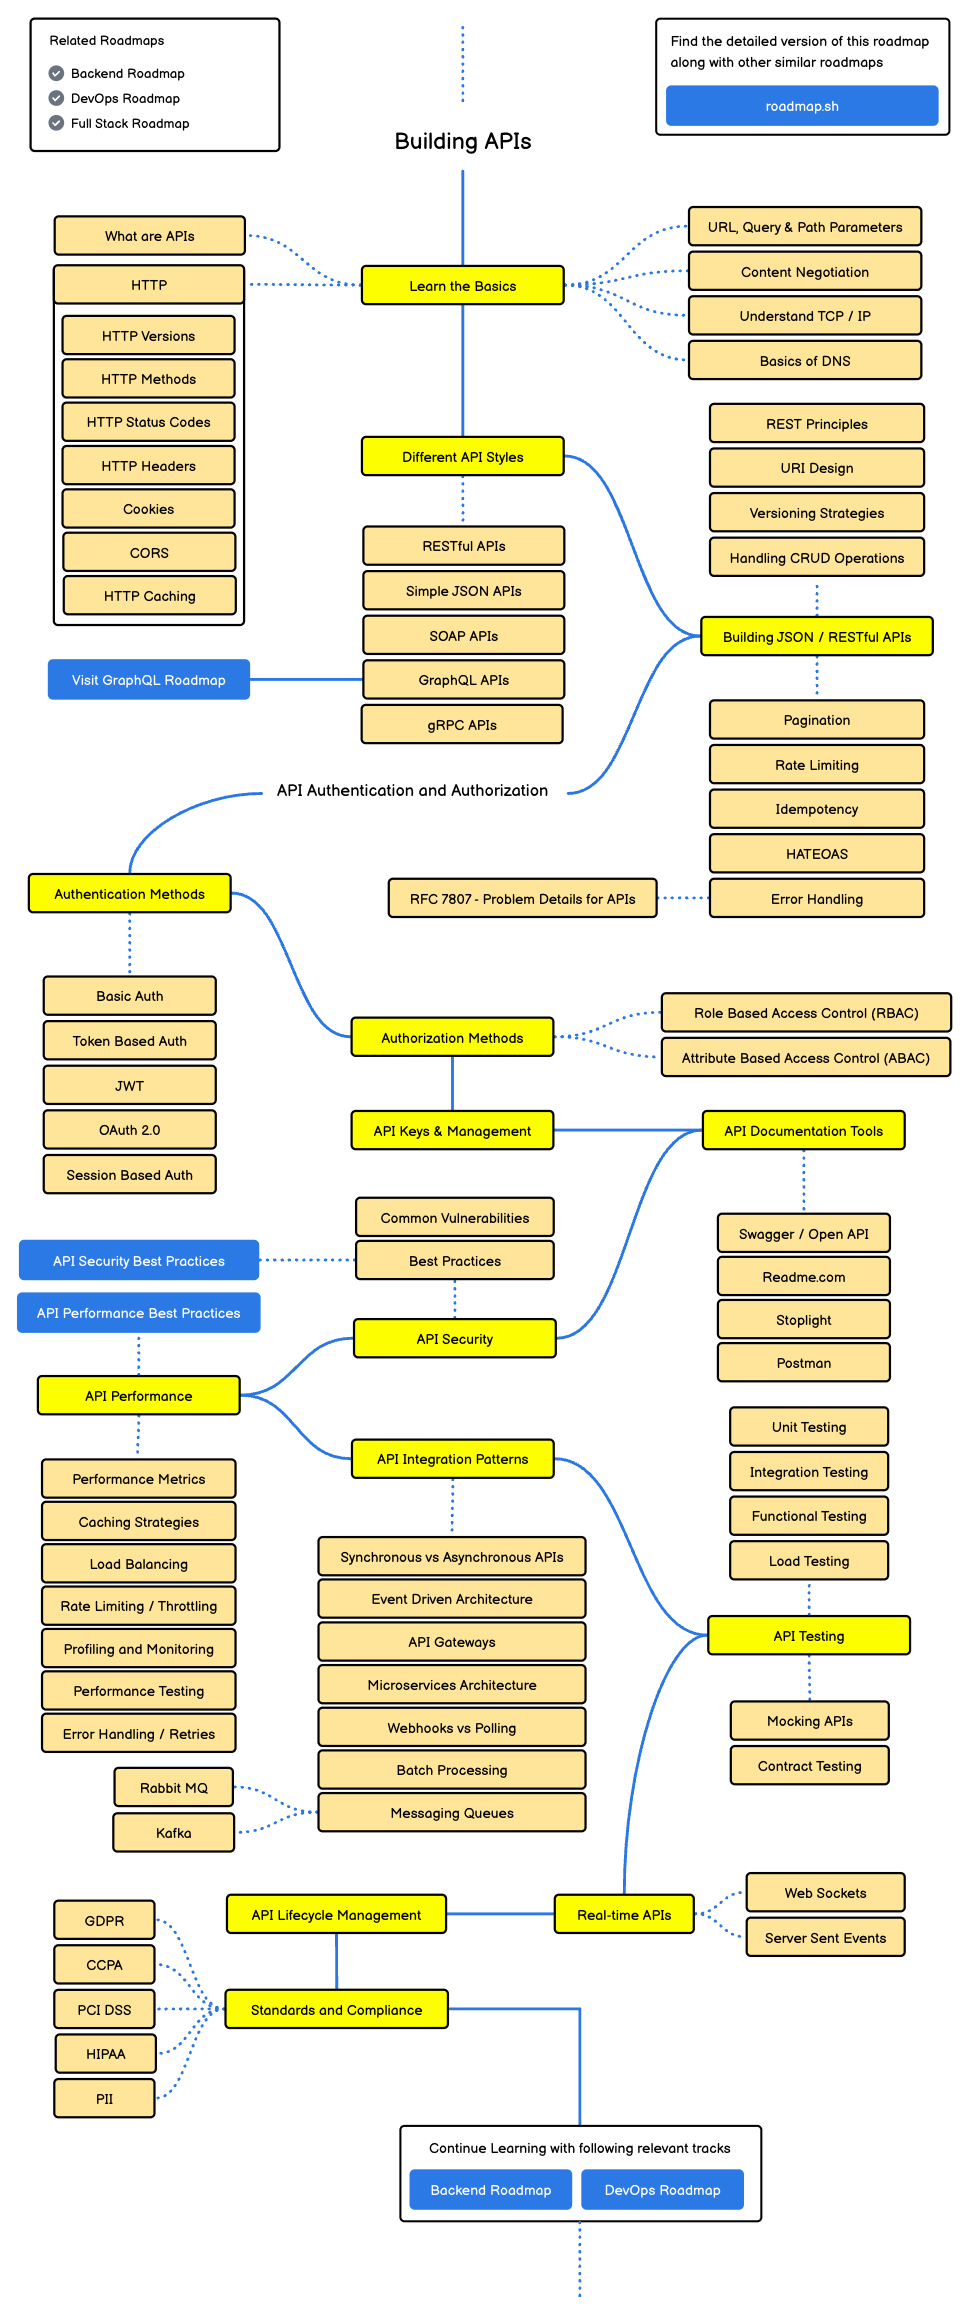 Related Roadmaps
Backend Roadmap
DevOps Roadmap
Full Stack Roadmap
Find the detailed version of this roadmap
along with other similar roadmaps
roadmap.sh
Building APIs
What are APIs
HTTP
HTTP Versions
HTTP Methods
HTTP Status Codes
HTTP Headers
Cookies
CORS
HTTP Caching
Learn the Basics
URL, Query & Path Parameters
Content Negotiation
Understand TCP / IP
Basics of DNS
Different API Styles
RESTful APIs
Simple JSON APIs
SOAP APIs
GraphQL APIs
gRPC APIs
Visit GraphQL Roadmap
REST Principles
URI Design
Versioning Strategies
Handling CRUD Operations
Building JSON / RESTful APIs
Pagination
Rate Limiting
Idempotency
HATEOAS
Error Handling
RFC 7807 - Problem Details for APIs
API Authentication and Authorization
Authentication Methods
Basic Auth
Token Based Auth
JWT
OAuth 2.0
Session Based Auth
Authorization Methods
Role Based Access Control (RBAC)
Attribute Based Access Control (ABAC)
API Keys & Management
API Documentation Tools
Swagger / Open API
Readme.com
Stoplight
Postman
Common Vulnerabilities
Best Practices
API Security Best Practices
API Security
API Performance Best Practices
API Performance
Performance Metrics
Caching Strategies
Load Balancing
Rate Limiting / Throttling
Profiling and Monitoring
Performance Testing
Error Handling / Retries
API Integration Patterns
Synchronous vs Asynchronous APIs
Event Driven Architecture
API Gateways
Microservices Architecture
Webhooks vs Polling
Batch Processing
Messaging Queues
Rabbit MQ
Kafka
Unit Testing
Integration Testing
Functional Testing
Load Testing
API Testing
Mocking APIs
Contract Testing
Real-time APIs
Web Sockets
Server Sent Events
API Lifecycle Management
Standards and Compliance
GDPR
CCPA
PCI DSS
HIPAA
PII
Continue Learning with following relevant tracks
Backend Roadmap
DevOps Roadmap